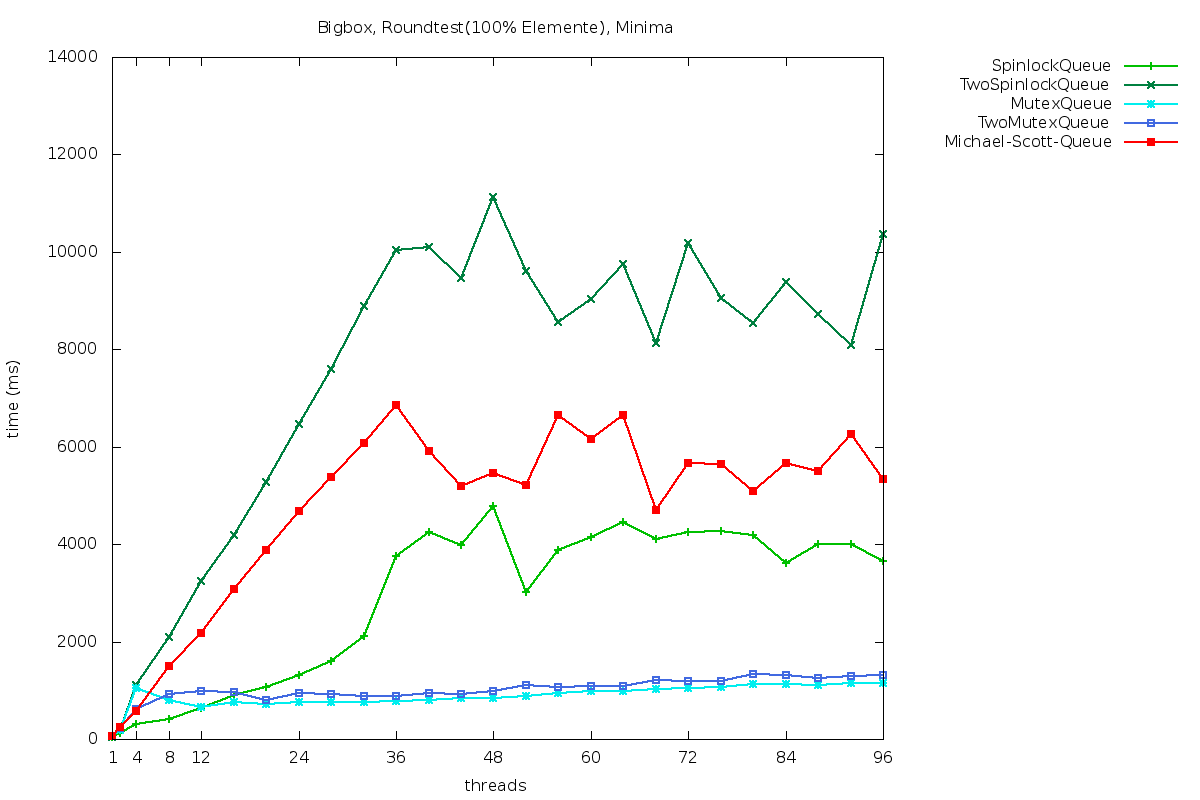 Bigbox, Roundtest(100% Elemente), Minima
14000
12000
10000
8000
6000
4000
2000
0
time (ms)
1 4 8 12 24 36 48 60 72 84 96
threads
SpinlockQueue
TwoSpinlockQueue
MutexQueue
TwoMutexQueue
Michael-Scott-Queue